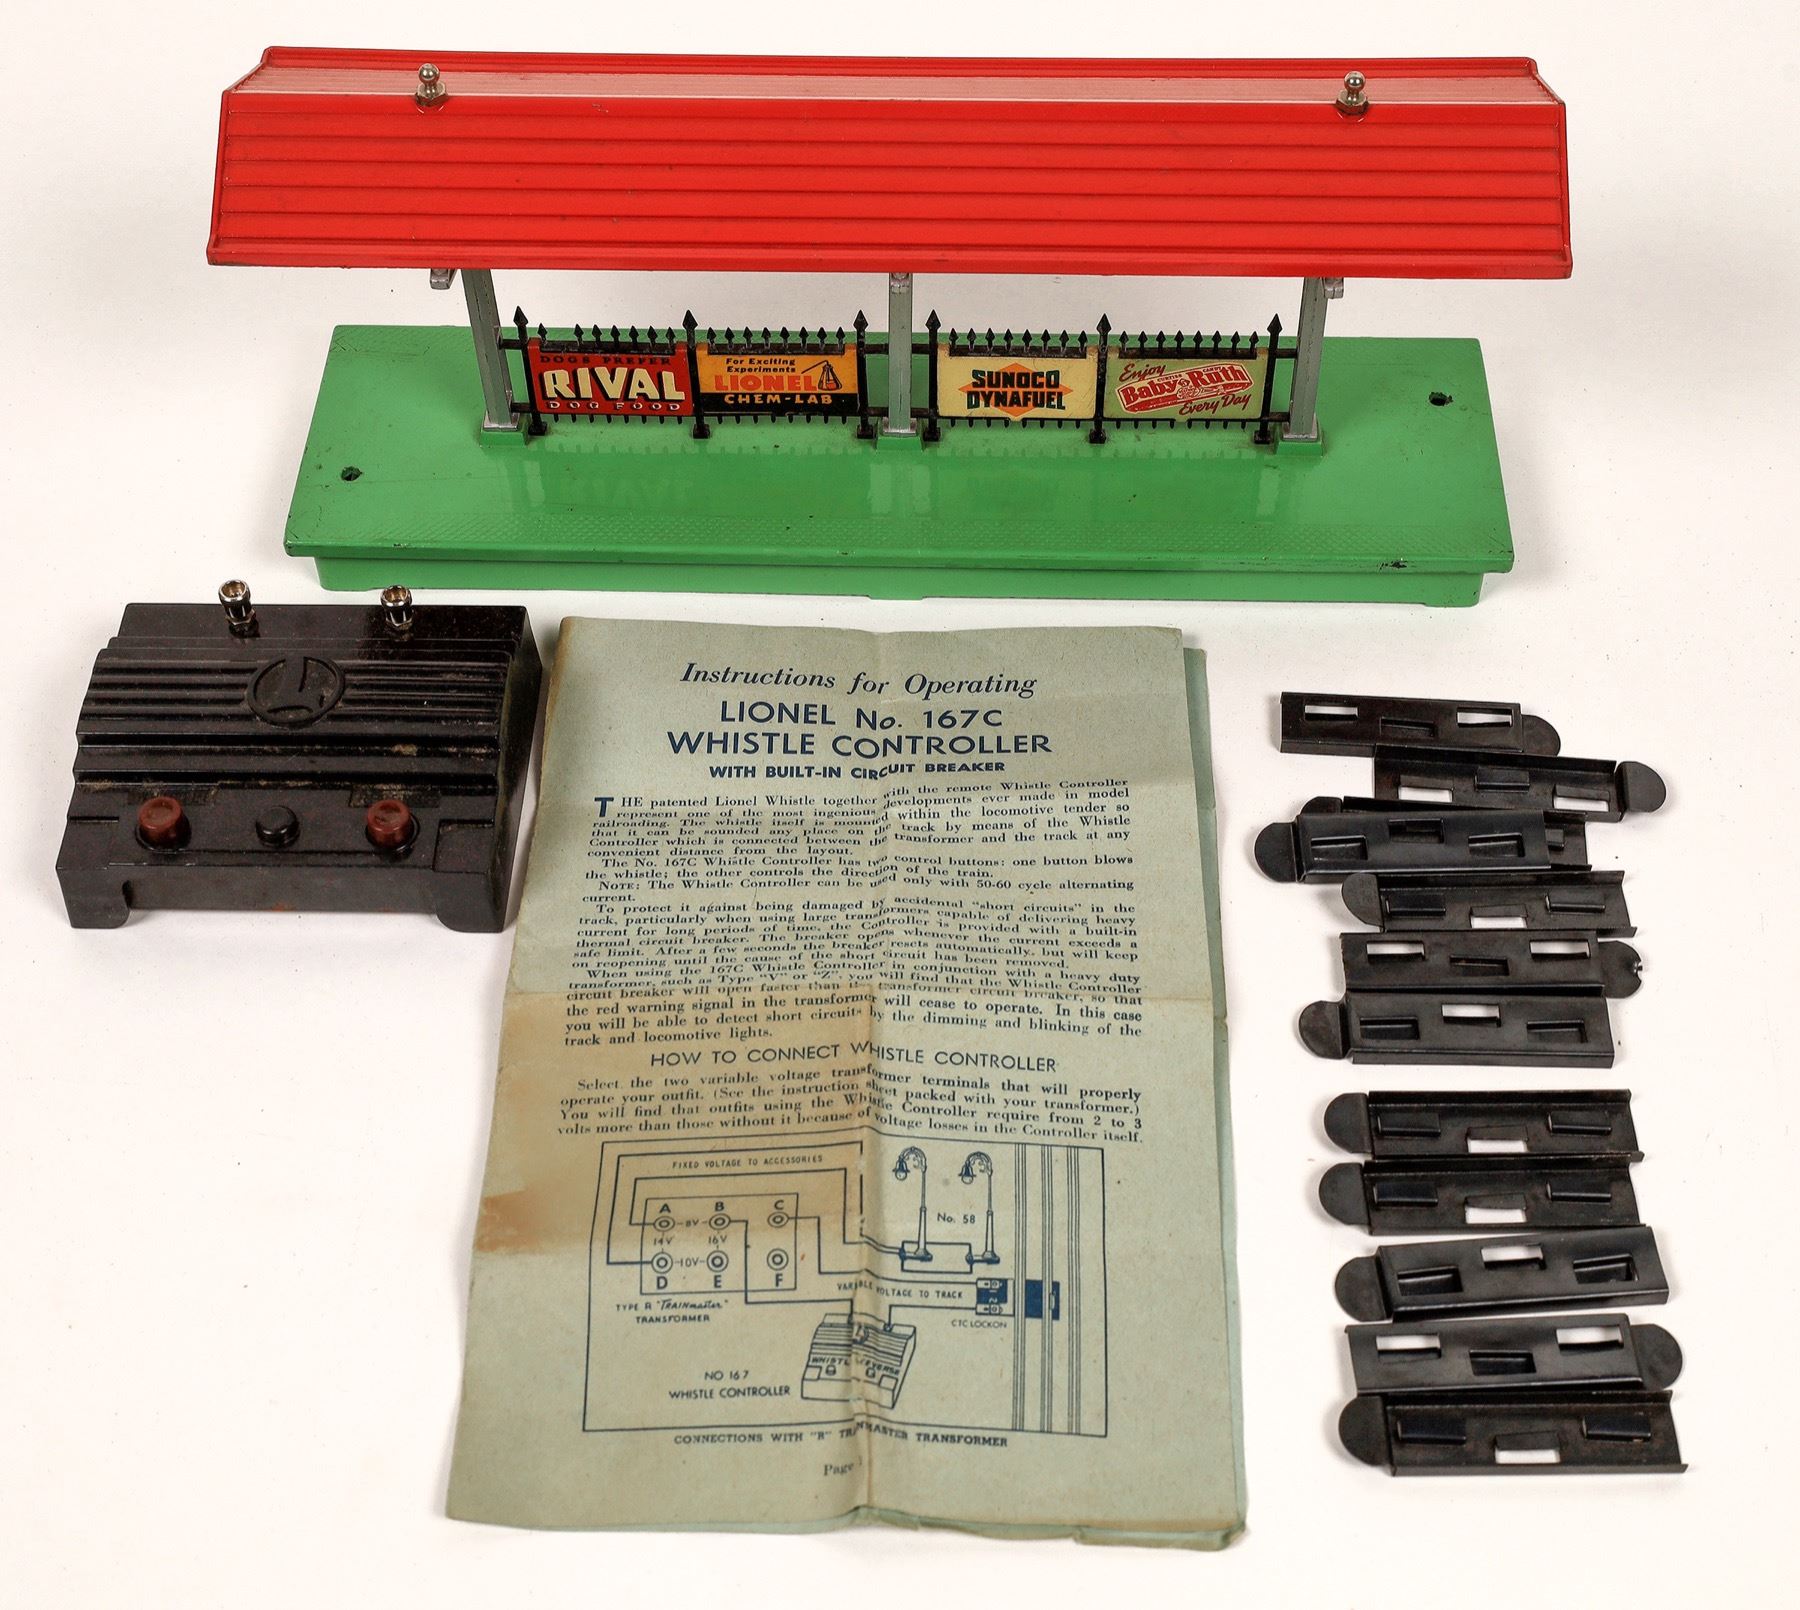 DOGS PREFER
RIVAL
DOG FOOD
For Exciting
Experiments
LIONEL
CHEM-LAB
SUNOCO
DYNAFUEL
Enjoy
CURTISS CANDY
Baby Ruth
Every Day
L
Instructions for Operating
LIONEL No. 167C
WHISTLE CONTROLLER
WITH BUILT-IN CIRCUIT BREAKER
THE patented Lionel Whistle together with the remote Whistle Controller
represent one of the most ingenious developments ever made in model
railroading. The whistle itself is mounted within the locomotive tender so
that it can be sounded any place on the track by means of the Whistle
Controller which is connected between the transformer and the track at any
convenient distance from the layout.
The No. 167C Whistle Controller has two control buttons: one button blows
the whistle; the other controls the direction of the train.
NOTE: The Whistle Controller can be used only with 50-60 cycle alternating
current.
To protect it against being damaged by accidental "short circuits" in the
track, particularly when using large transformers capable of delivering heavy
current for long periods of time, the Controller is provided with a built-in
thermal circuit breaker. The breaker opens whenever the current exceeds a
safe limit. After a few seconds the breaker resets automatically, but will keep
on reopening until the cause of the short circuit has been removed.
When using the 167C Whistle Controller in conjunction with a heavy duty
transformer, such as Type "V" or "Z", you will find that the Whistle Controller
circuit breaker will open faster than the transformer circuit breaker, so that
the red warning signal in the transformer will cease to operate. In this case
you will be able to detect short circuits by the dimming and blinking of the
track and locomotive lights.
HOW TO CONNECT WHISTLE CONTROLLER
Select the two variable voltage transformer terminals that will properly
operate your outfit. (See the instruction sheet packed with your transformer.)
You will find that outfits using the Whistle Controller require from 2 to 3
volts more than those without it because of voltage losses in the Controller itself.
FIXED VOLTAGE TO ACCESSORIES
A B C
8V
14V 16V
10V
D E F
No. 58
VARIABLE VOLTAGE TO TRACK
1 2
CTC LOCKON
TYPE R "TRAINmaster"
TRANSFORMER
WHISTLE REVERSE
NO 167
WHISTLE CONTROLLER
CONNECTIONS WITH "R" TRAINMASTER TRANSFORMER
Page 1